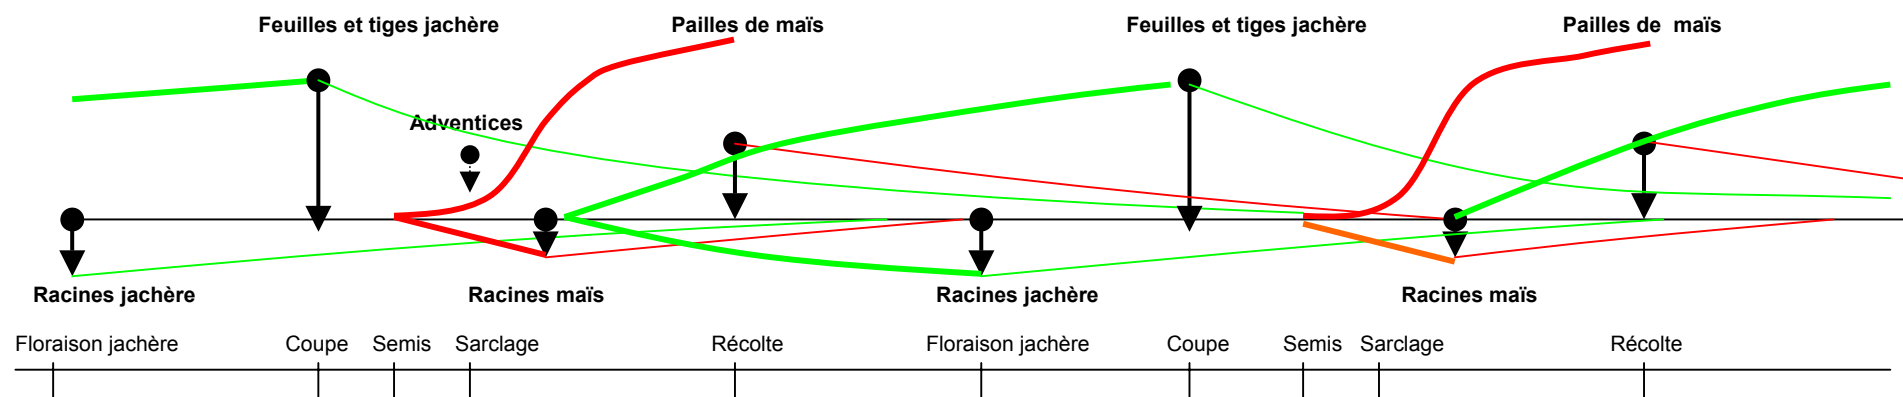 Feuilles et tiges jachère Pailles de maïs Feuilles et tiges jachère Pailles de maïs
Adventices
Racines jachère Racines maïs Racines jachère Racines maïs
Floraison jachère Coupe Semis Sarclage Récolte Floraison jachère Coupe Semis Sarclage Récolte